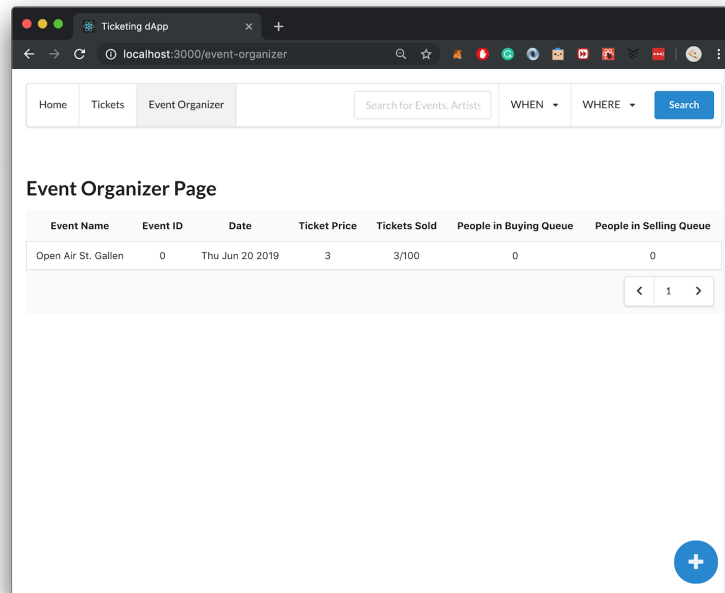 Ticketing dApp
localhost:3000/event-organizer
Home Tickets Event Organizer Search for Events, Artists WHEN WHERE Search
Event Organizer Page
Event Name Event ID Date Ticket Price Tickets Sold People in Buying Queue People in Selling Queue
Open Air St. Gallen 0 Thu Jun 20 2019 3 3/100 0 0
1